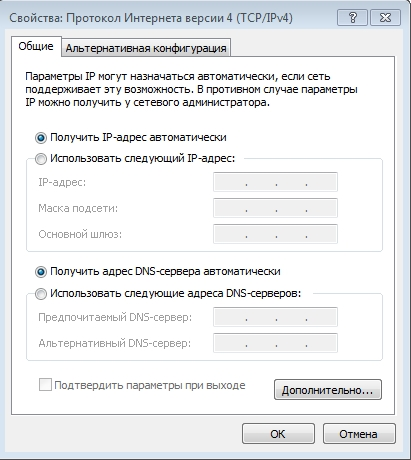 Свойства: Протокол Интернета версии 4 (TCP/IPv4)
Общие Альтернативная конфигурация
Параметры IP могут назначаться автоматически, если сеть
поддерживает эту возможность. В противном случае параметры
IP можно получить у сетевого администратора.
Получить IP-адрес автоматически
Использовать следующий IP-адрес:
IP-адрес:
Маска подсети:
Основной шлюз:
Получить адрес DNS-сервера автоматически
Использовать следующие адреса DNS-серверов:
Предпочитаемый DNS-сервер:
Альтернативный DNS-сервер:
Подтвердить параметры при выходе
Дополнительно...
ОК Отмена